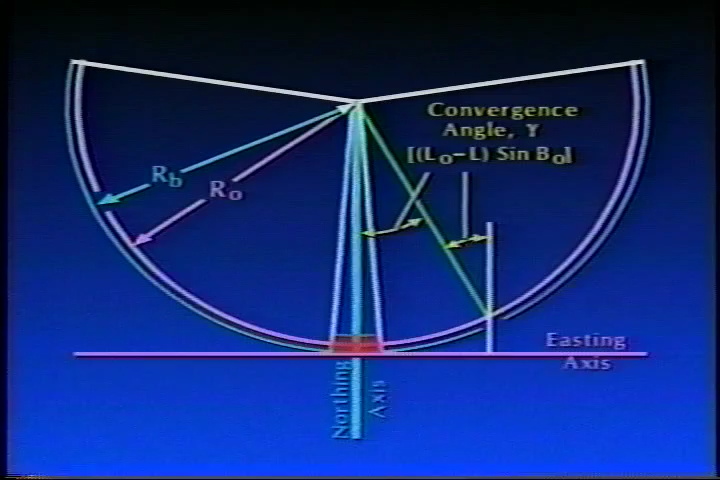 Convergence
Angle, γ
[(Lo–L) Sin Bo]
Rb
Ro
Easting
Axis
Northing
Axis